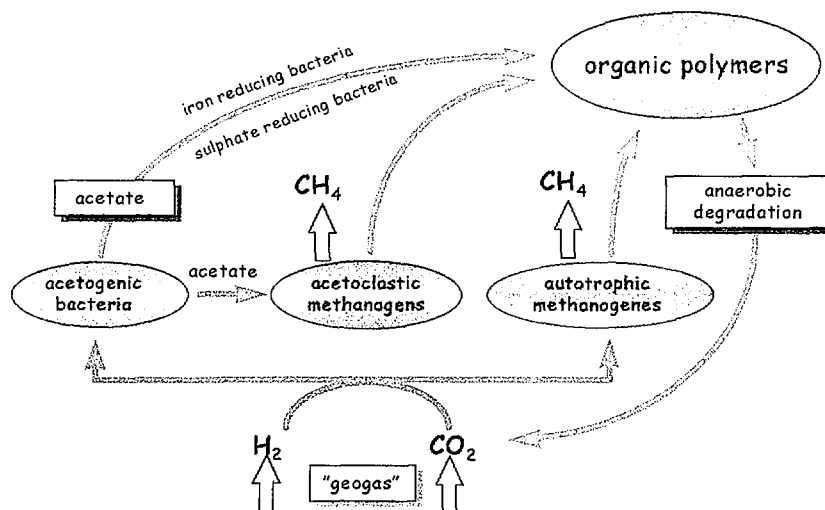 iron reducing bacteria
sulphate reducing bacteria
organic polymers
acetate
CH₄
CH₄
anaerobic
degradation
acetogenic
bacteria
acetate
acetoclastic
methanagens
autotrophic
methanogenes
H₂
CO₂
"geogas"